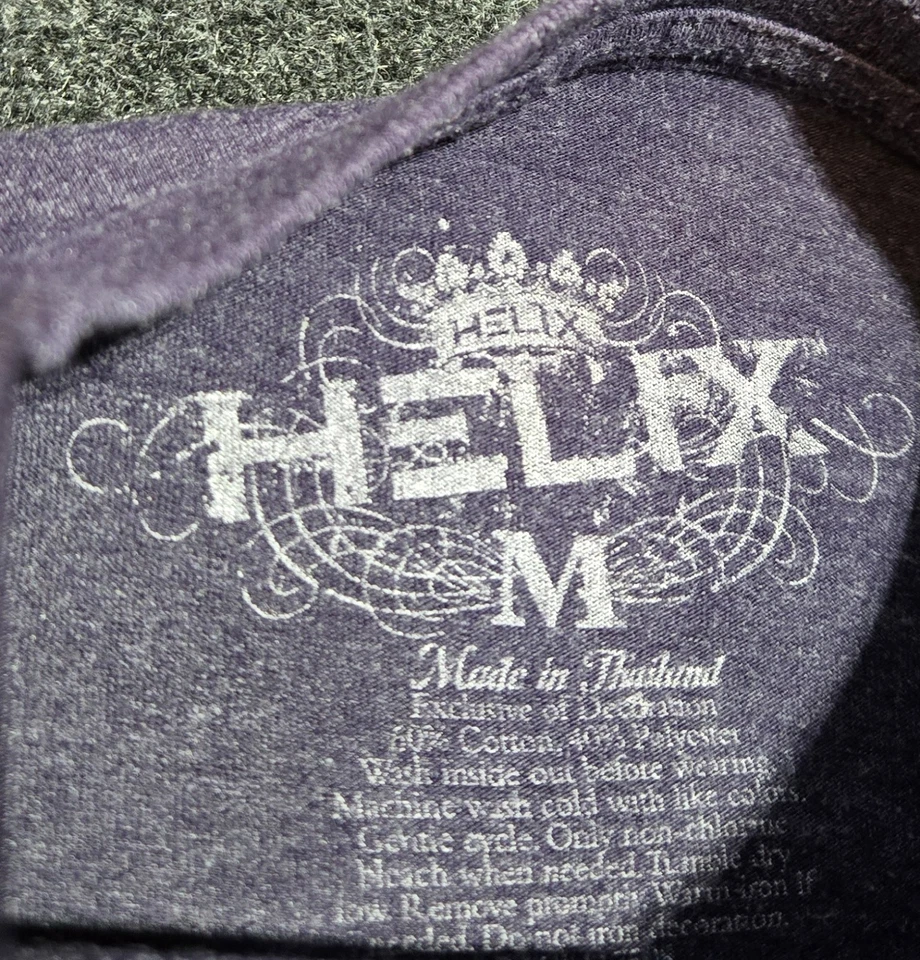 HELIX
HELIX
M
Made in Thailand
Exclusive of Decoration
60% Cotton, 40% Polyester
Wash inside out before wearing.
Machine wash cold with like colors.
Gentle cycle. Only non-chlorine
bleach when needed. Tumble dry
low. Remove promptly. Warm iron if
needed. Do not iron decoration.